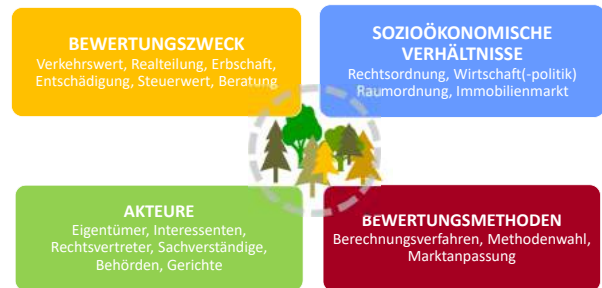 BEWERTUNGSZWECK
Verkehrswert, Realteilung, Erbschaft,
Entschädigung, Steuerwert, Beratung
SOZIOÖKONOMISCHE
VERHÄLTNISSE
Rechtsordnung, Wirtschaft(-politik)
Raumordnung, Immobilienmarkt
AKTEURE
Eigentümer, Interessenten,
Rechtsvertreter, Sachverständige,
Behörden, Gerichte
BEWERTUNGSMETHODEN
Berechnungsverfahren, Methodenwahl,
Marktanpassung